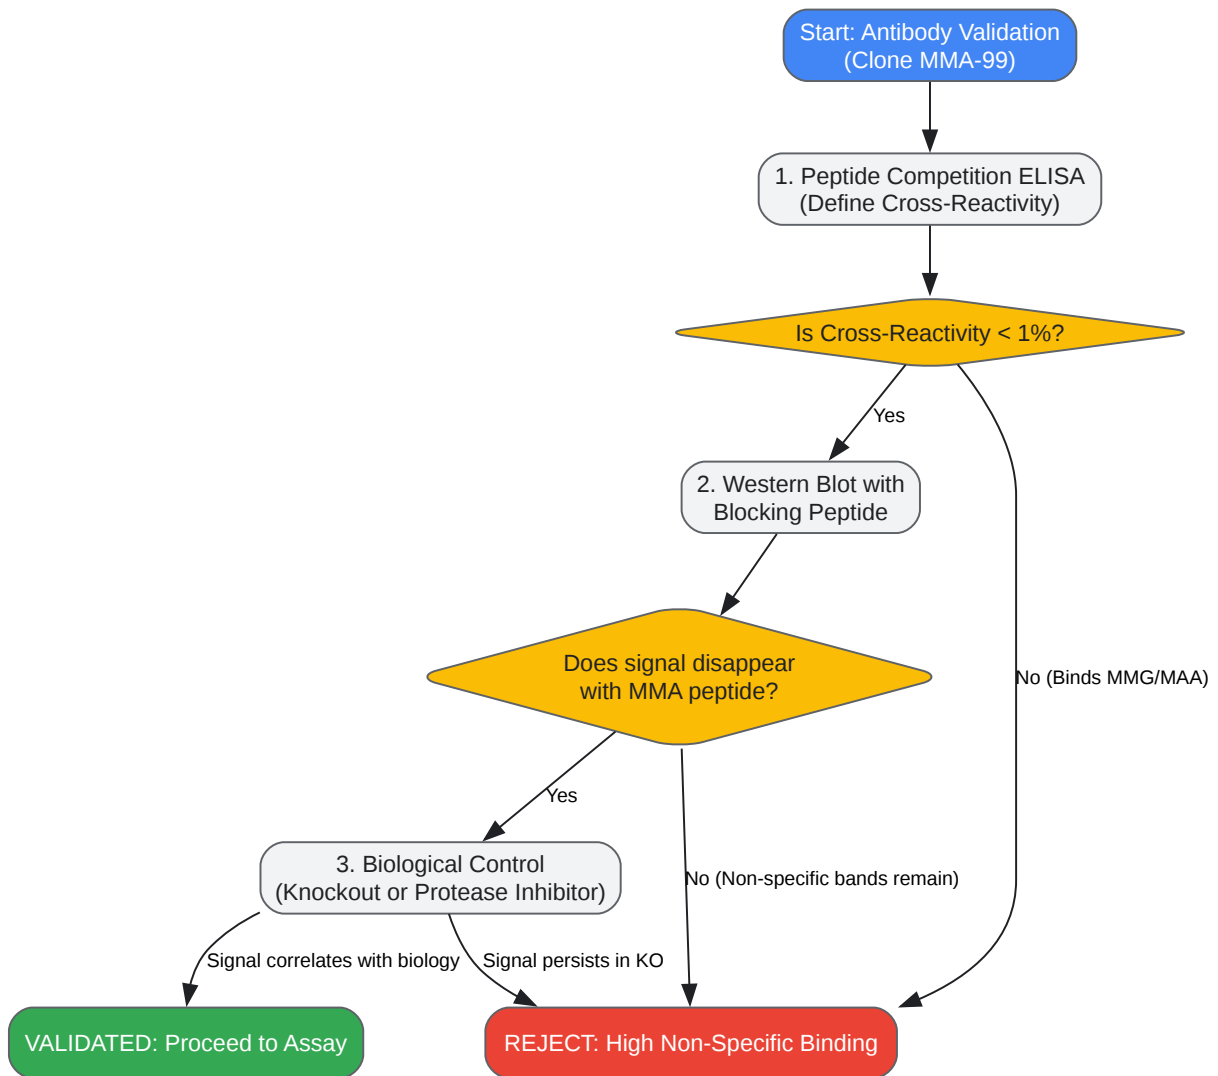 Start: Antibody Validation
(Clone MMA-99)
1. Peptide Competition ELISA
(Define Cross-Reactivity)
Is Cross-Reactivity < 1%?
Yes
2. Western Blot with
Blocking Peptide
Does signal disappear
with MMA peptide?
No (Binds MMG/MAA)
Yes
3. Biological Control
(Knockout or Protease Inhibitor)
No (Non-specific bands remain)
Signal correlates with biology
Signal persists in KO
VALIDATED: Proceed to Assay
REJECT: High Non-Specific Binding